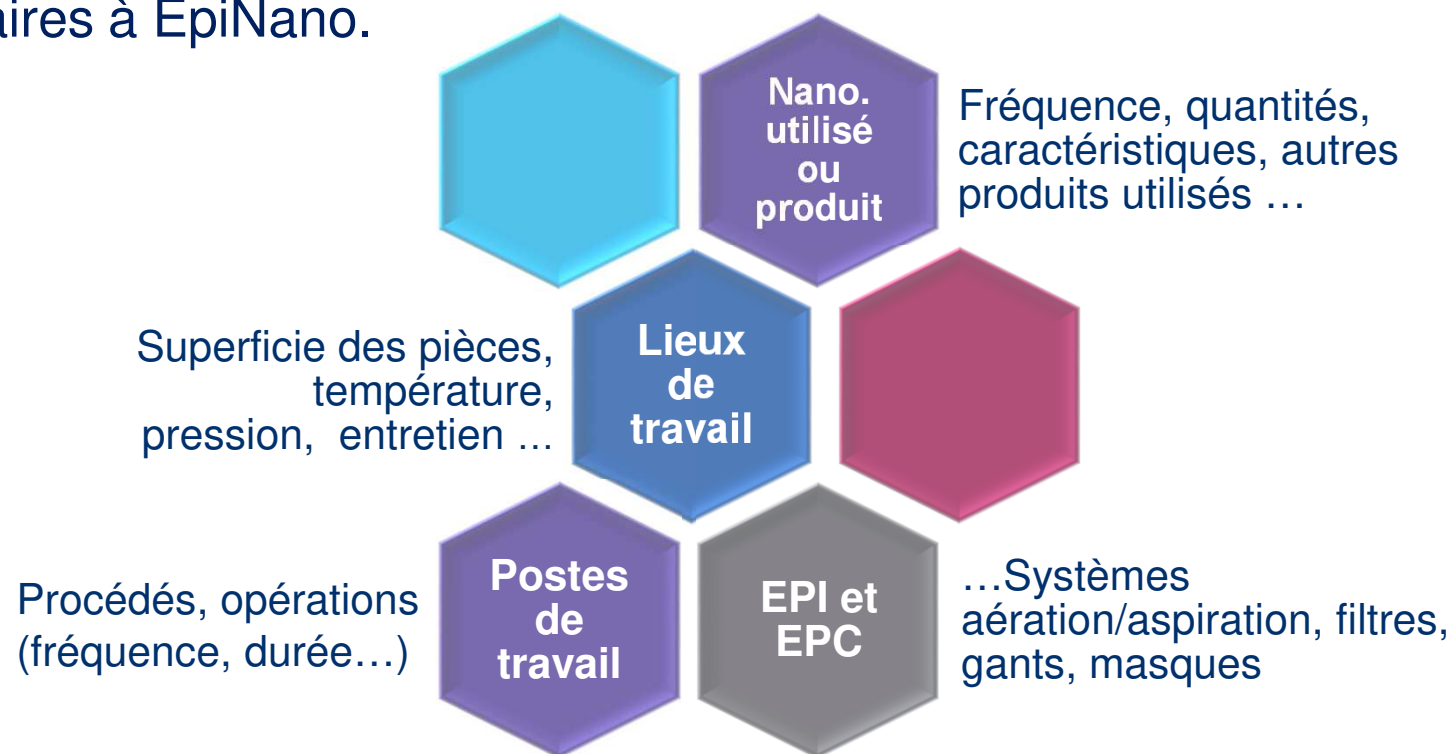 aires à EpiNano.
Nano.
utilisé
ou
produit
Fréquence, quantités,
caractéristiques, autres
produits utilisés …
Superficie des pièces,
température,
pression, entretien ...
Lieux
de
travail
Procédés, opérations
(fréquence, durée…)
Postes
de
travail
EPI et
EPC
…Systèmes
aération/aspiration, filtres,
gants, masques